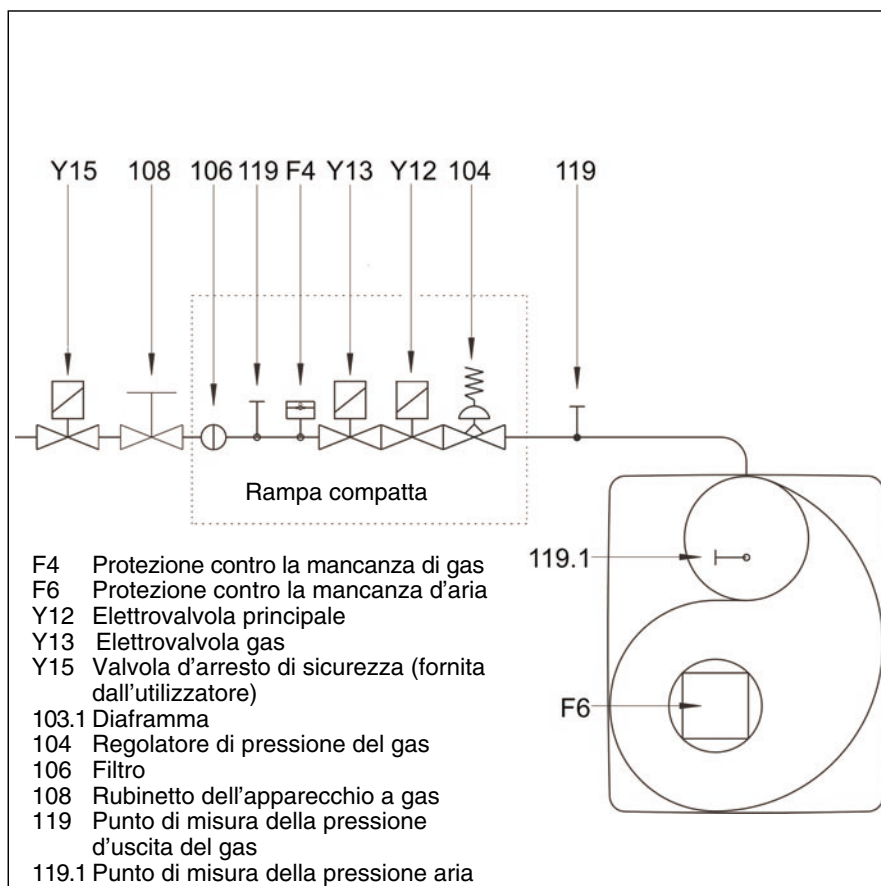 Y15 108 106 119 F4 Y13 Y12 104 119
Rampa compatta
119.1
F6
F4 Protezione contro la mancanza di gas
F6 Protezione contro la mancanza d'aria
Y12 Elettrovalvola principale
Y13 Elettrovalvola gas
Y15 Valvola d'arresto di sicurezza (fornita
dall'utilizzatore)
103.1 Diaframma
104 Regolatore di pressione del gas
106 Filtro
108 Rubinetto dell'apparecchio a gas
119 Punto di misura della pressione
d'uscita del gas
119.1 Punto di misura della pressione aria